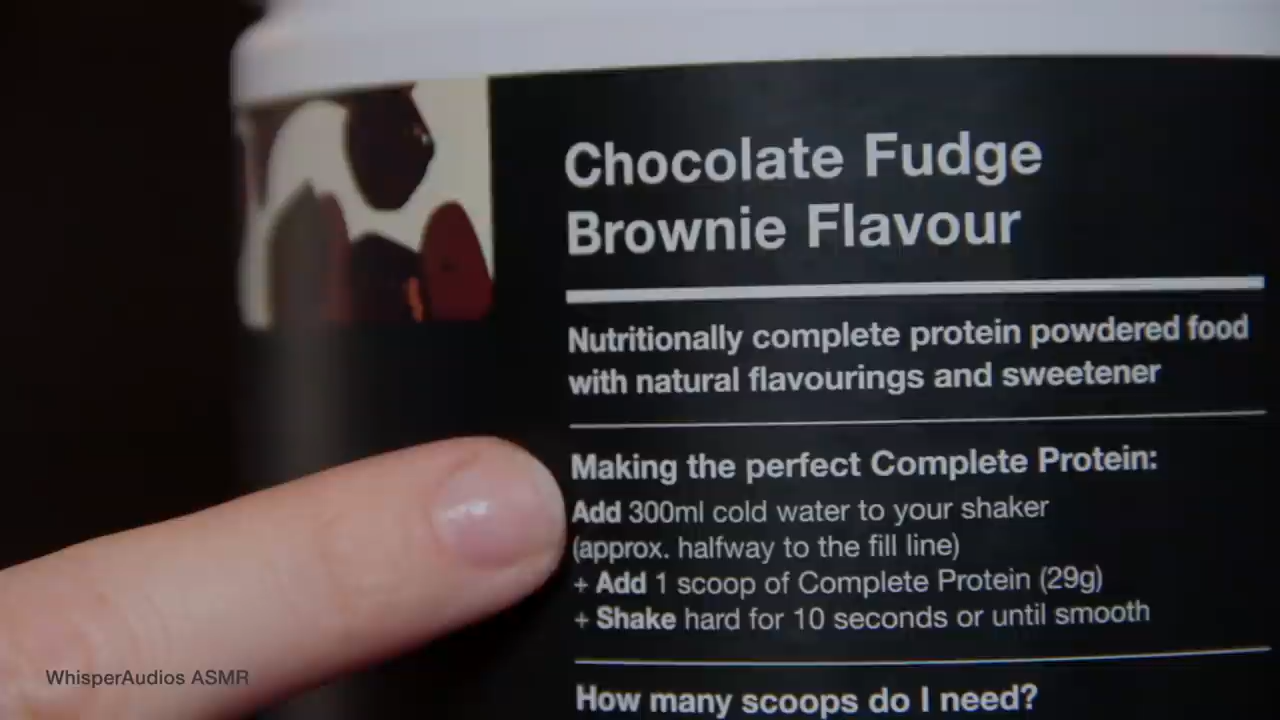 Chocolate Fudge
Brownie Flavour
Nutritionally complete protein powdered food
with natural flavourings and sweetener
Making the perfect Complete Protein:
Add 300ml cold water to your shaker
(approx. halfway to the fill line)
+ Add 1 scoop of Complete Protein (29g)
+ Shake hard for 10 seconds or until smooth
How many scoops do I need?
WhisperAudios ASMR